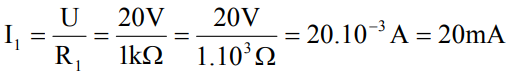 I₁ = U/R₁ = 20V/1kΩ = 20V/1.10³Ω = 20.10⁻³ A = 20mA